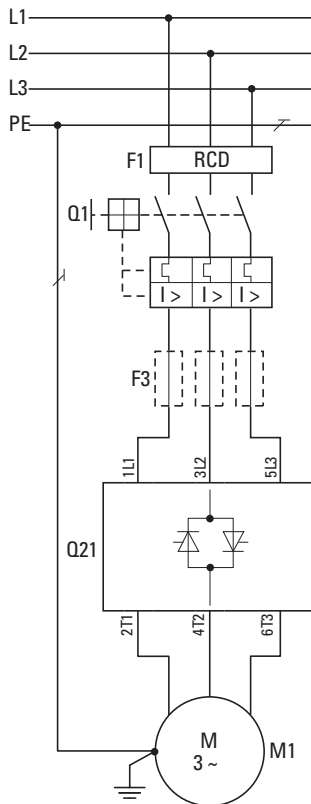 L1
L2
L3
PE
F1 RCD
Q1
I > I > I >
F3
1L1 3L2 5L3
Q21
2T1 4T2 6T3
M
3 ~
M1